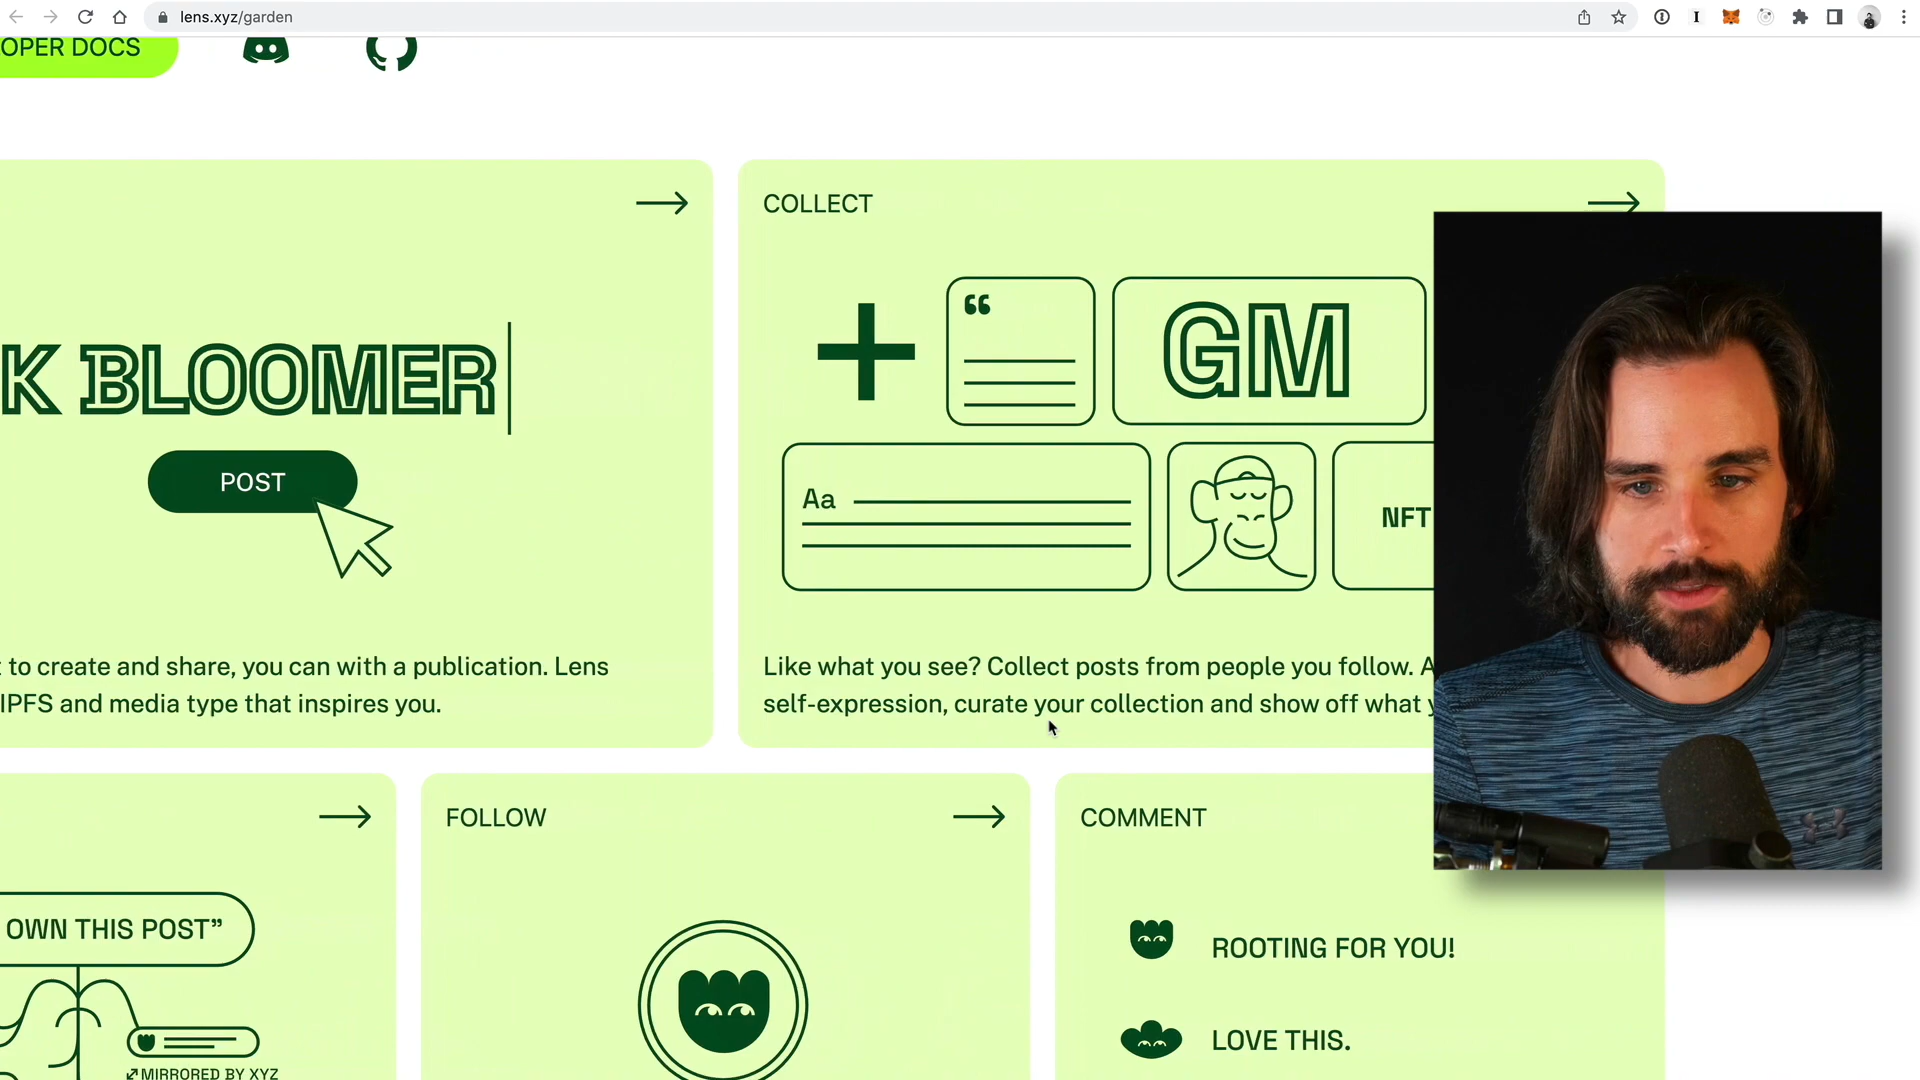 lens.xyz/garden
OPER DOCS
COLLECT
“
GM
K BLOOMER
POST
Aa
NFT
to create and share, you can with a publication. Lens
IPFS and media type that inspires you.
Like what you see? Collect posts from people you follow. A
self-expression, curate your collection and show off what
FOLLOW
COMMENT
OWN THIS POST”
MIRRORED BY XYZ
ROOTING FOR YOU!
LOVE THIS.